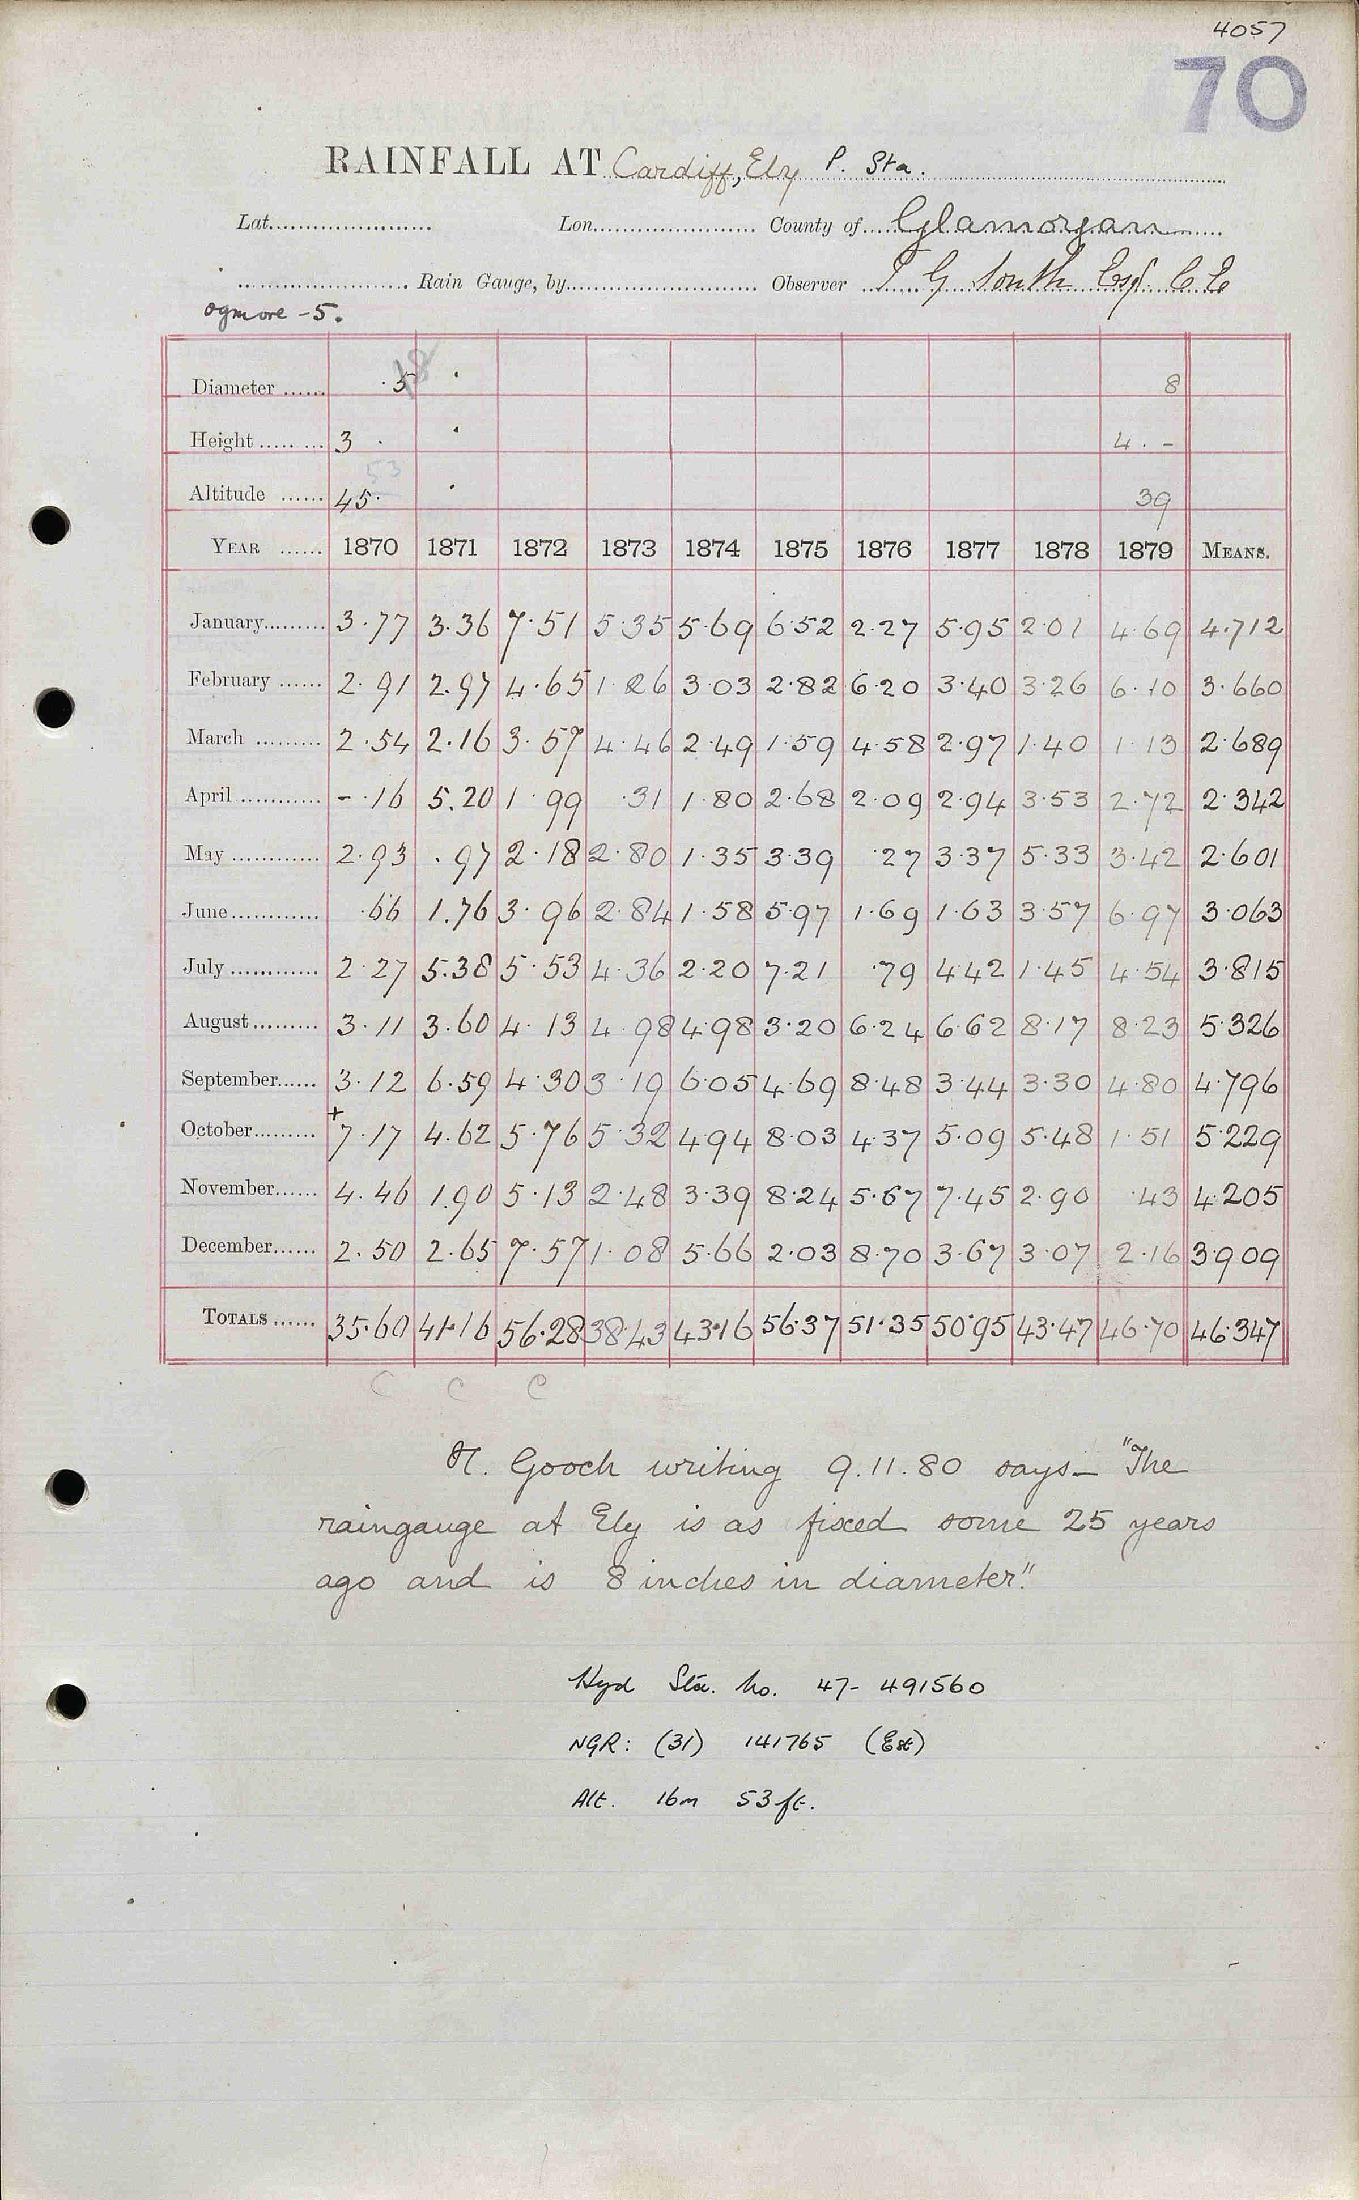 4057
70
RAINFALL AT Cardiff, Ely P. Sta.
Lat. Lon. County of Glamorgan
Rain Gauge, by Observer T G South Esq C E
Ogmore - 5.
Diameter 5 18 8
Height 3 4. -
Altitude 45. 53 39
YEAR 1870 1871 1872 1873 1874 1875 1876 1877 1878 1879 MEANS.
January 3.77 3.36 7.51 5.35 5.69 6.52 2.27 5.95 2.01 4.69 4.712
February 2.91 2.97 4.65 1.26 3.03 2.82 6.20 3.40 3.26 6.10 3.660
March 2.54 2.16 3.57 4.46 2.49 1.59 4.58 2.97 1.40 1.13 2.689
April -.16 5.20 1.99 .31 1.80 2.68 2.09 2.94 3.53 2.72 2.342
May 2.93 .97 2.18 2.80 1.35 3.39 .27 3.37 5.33 3.42 2.601
June .66 1.76 3.96 2.84 1.58 5.97 1.69 1.63 3.57 6.97 3.063
July 2.27 5.38 5.53 4.36 2.20 7.21 .79 4.42 1.45 4.54 3.815
August 3.11 3.60 4.13 4.98 4.98 3.20 6.24 6.62 8.17 8.23 5.326
September 3.12 6.59 4.30 3.19 6.05 4.69 8.48 3.44 3.30 4.80 4.796
October +7.17 4.62 5.76 5.32 4.94 8.03 4.37 5.09 5.48 1.51 5.229
November 4.46 1.90 5.13 2.48 3.39 8.24 5.67 7.45 2.90 .43 4.205
December 2.50 2.65 7.57 1.08 5.66 2.03 8.70 3.67 3.07 2.16 3.909
TOTALS 35.60 41.16 56.28 38.43 43.16 56.37 51.35 50.95 43.47 46.70 46.347
C C C
H. Gooch writing 9.11.80 says - "The
raingauge at Ely is as fixed some 25 years
ago and is 8 inches in diameter."
Hyd Sta. No. 47- 491560
NGR: (31) 141765 (Est)
Alt. 16m 53ft.